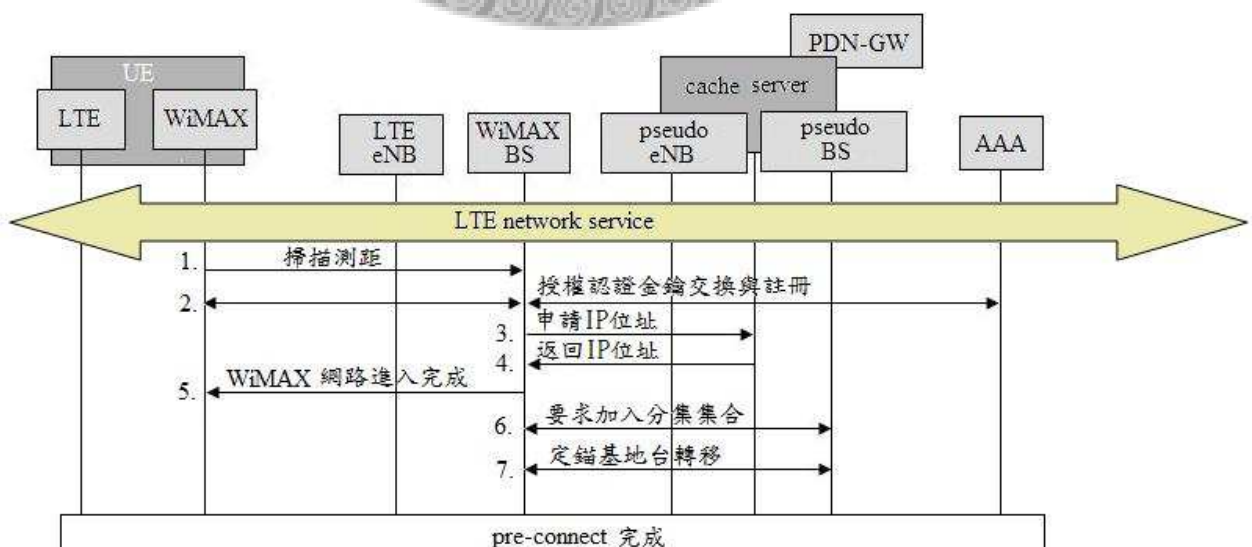 PDN-GW
UE
cache server
LTE
WiMAX
LTE
eNB
WiMAX
BS
pseudo
eNB
pseudo
BS
AAA
LTE network service
1. 掃描測距
2. 授權認證金鑰交換與註冊
3. 申請IP位址
4. 返回IP位址
5. WiMAX 網路進入完成
6. 要求加入分集集合
7. 定錨基地台轉移
pre-connect 完成